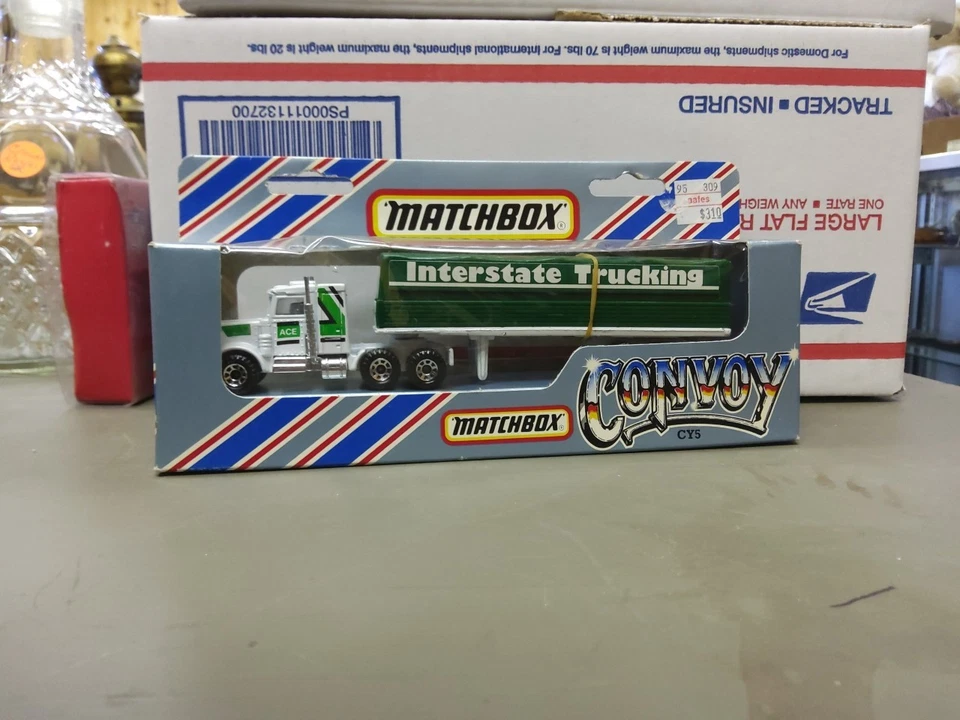 For Domestic shipments, the maximum weight is 70 lbs. For International shipments, the maximum weight is 20 lbs.
PS00011132700
TRACKED ■ INSURED
LARGE FLAT R
ONE RATE ■ ANY WEIGH
95 309
$310
MATCHBOX®
Interstate Trucking
ACE
MATCHBOX®
CONVOY
CY5